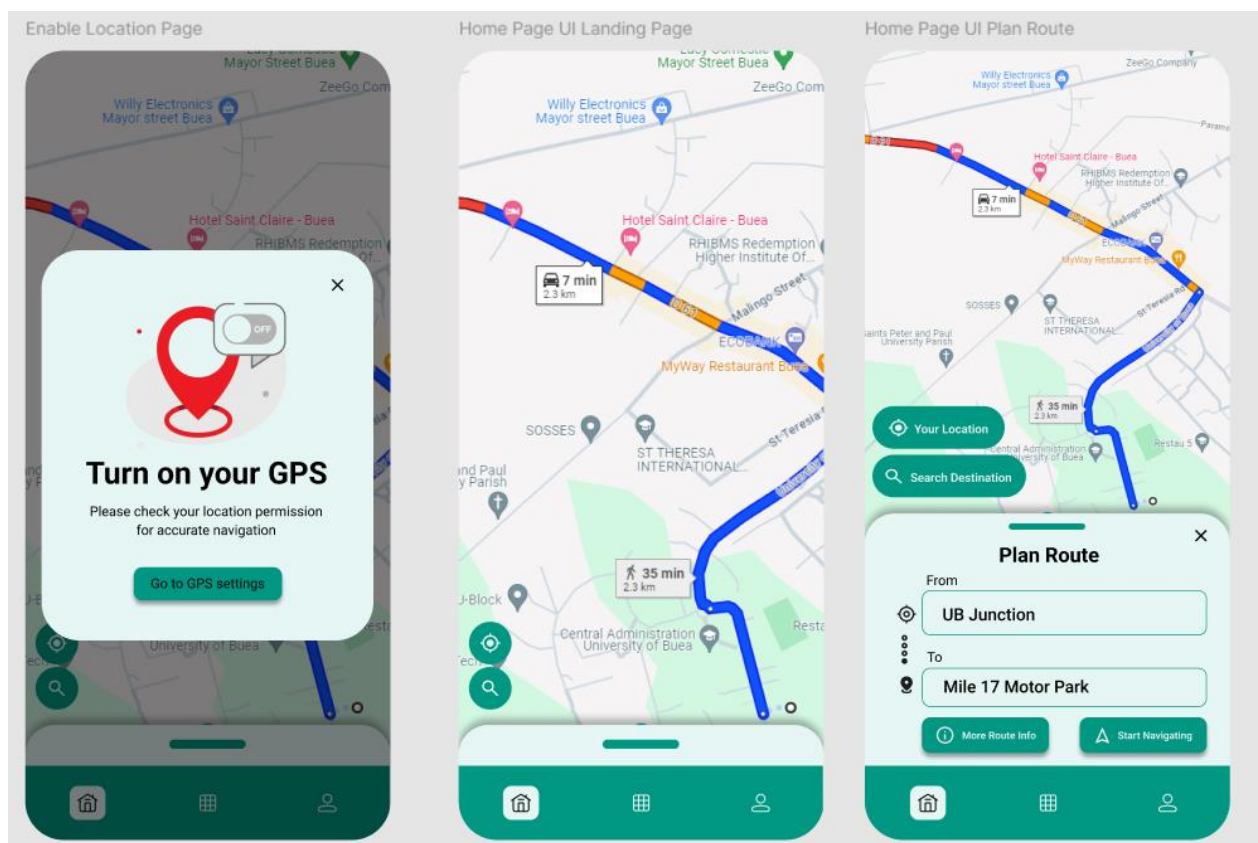 Enable Location Page
Mayor Street Buea
ZeeGo Com
Willy Electronics
Mayor street Buea
Hotel Saint Claire - Buea
RHIBMS Redemption
OFF
Turn on your GPS
Please check your location permission
for accurate navigation
Go to GPS settings
University of Buea
Home Page UI Landing Page
Mayor Street Buea
ZeeGo Com
Willy Electronics
Mayor street Buea
Hotel Saint Claire - Buea
RHIBMS Redemption
Higher Institute Of...
7 min
2.3 km
Malingo Street
ECOBANK
MyWay Restaurant Buea
SOSSES
ST THERESA
INTERNATIONAL...
St Teresia
nd Paul
y Parish
35 min
2.3 km
J-Block
Central Administration
University of Buea
Resta
Home Page UI Plan Route
ZeeGo Company
Willy Electronics
Mayor street Buea
Hotel Saint Claire - Buea
RHIBMS Redemption
Higher Institute Of...
7 min
2.3 km
Malingo Street
ECOBANK
MyWay Restaurant Buea
St Teresia Rd
SOSSES
ST THERESA
INTERNATIONAL...
aints Peter and Paul
University Parish
35 min
2.3 km
Your Location
Central Administration
University of Buea
Restau 5
Search Destination
Plan Route
From
UB Junction
To
Mile 17 Motor Park
More Route Info
Start Navigating